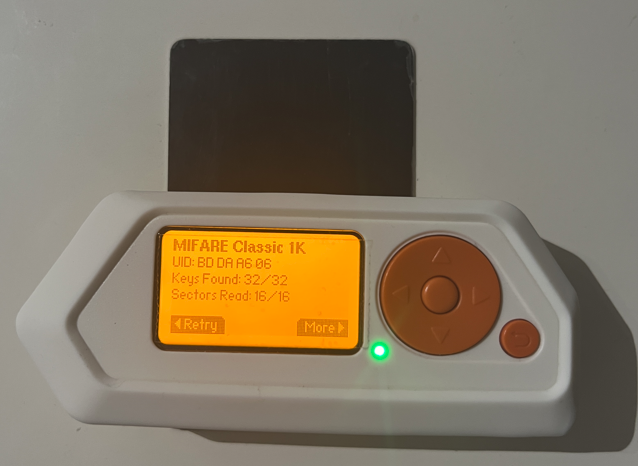 MIFARE Classic 1K
UID: BD DA A6 06
Keys Found: 32/32
Sectors Read: 16/16
Retry
More